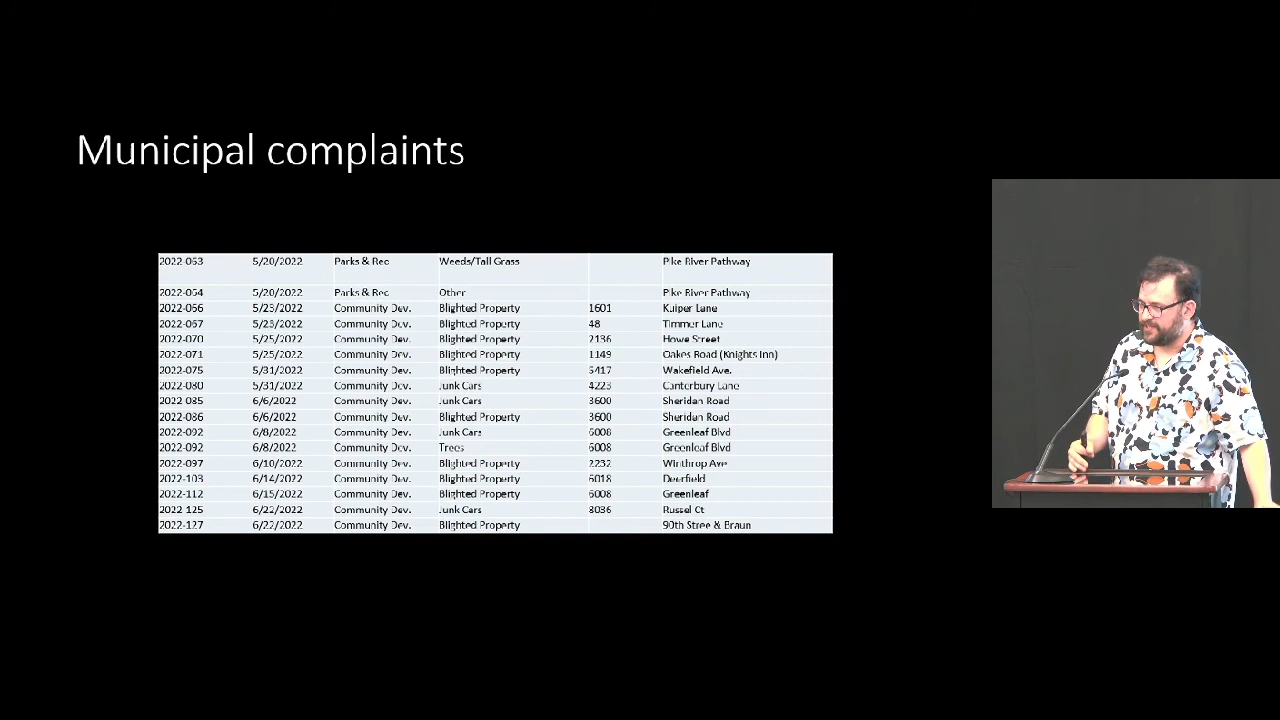 Municipal complaints
2022-063 5/20/2022 Parks & Rec Weeds/Tall Grass Pike River Pathway
2022-064 5/20/2022 Parks & Rec Other Pike River Pathway
2022-066 5/23/2022 Community Dev. Blighted Property 1601 Kuiper Lane
2022-067 5/23/2022 Community Dev. Blighted Property 48 Timmer Lane
2022-070 5/25/2022 Community Dev. Blighted Property 2136 Howe Street
2022-071 5/25/2022 Community Dev. Blighted Property 1149 Oakes Road (Knights Inn)
2022-075 5/31/2022 Community Dev. Blighted Property 5417 Wakefield Ave.
2022-080 5/31/2022 Community Dev. Junk Cars 4223 Canterbury Lane
2022-085 6/6/2022 Community Dev. Junk Cars 3600 Sheridan Road
2022-086 6/6/2022 Community Dev. Blighted Property 3600 Sheridan Road
2022-092 6/8/2022 Community Dev. Junk Cars 6008 Greenleaf Blvd
2022-092 6/8/2022 Community Dev. Trees 6008 Greenleaf Blvd
2022-097 6/10/2022 Community Dev. Blighted Property 2232 Winthrop Ave
2022-103 6/14/2022 Community Dev. Blighted Property 6018 Deerfield
2022-112 6/15/2022 Community Dev. Blighted Property 6008 Greenleaf
2022-125 6/22/2022 Community Dev. Junk Cars 8036 Russel Ct
2022-127 6/22/2022 Community Dev. Blighted Property 90th Stree & Braun